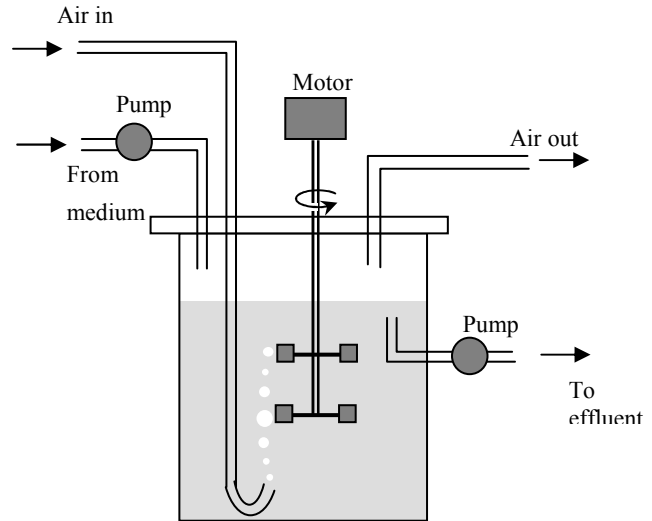 Air in
Motor
Pump
Air out
From
medium
Pump
To
effluent